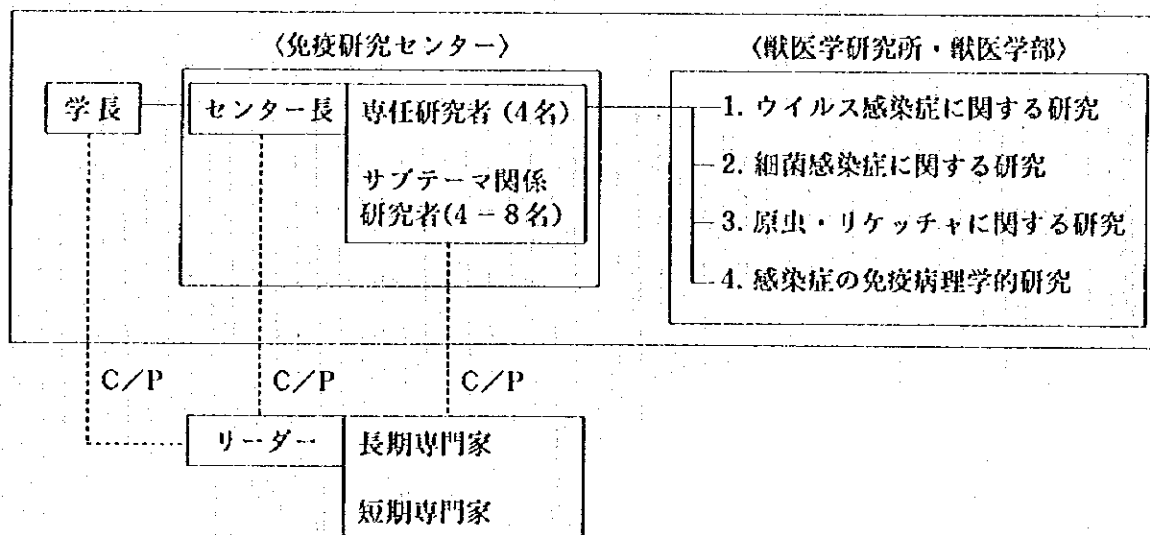 〈免疫研究センター〉
〈獣医学研究所・獣医学部〉
学長
センター長
専任研究者 (4名)
サブテーマ関係
研究者(4-8名)
1. ウイルス感染症に関する研究
2. 細菌感染症に関する研究
3. 原虫・リケッチャに関する研究
4. 感染症の免疫病理学的研究
C/P
C/P
C/P
リーダー
長期専門家
短期専門家